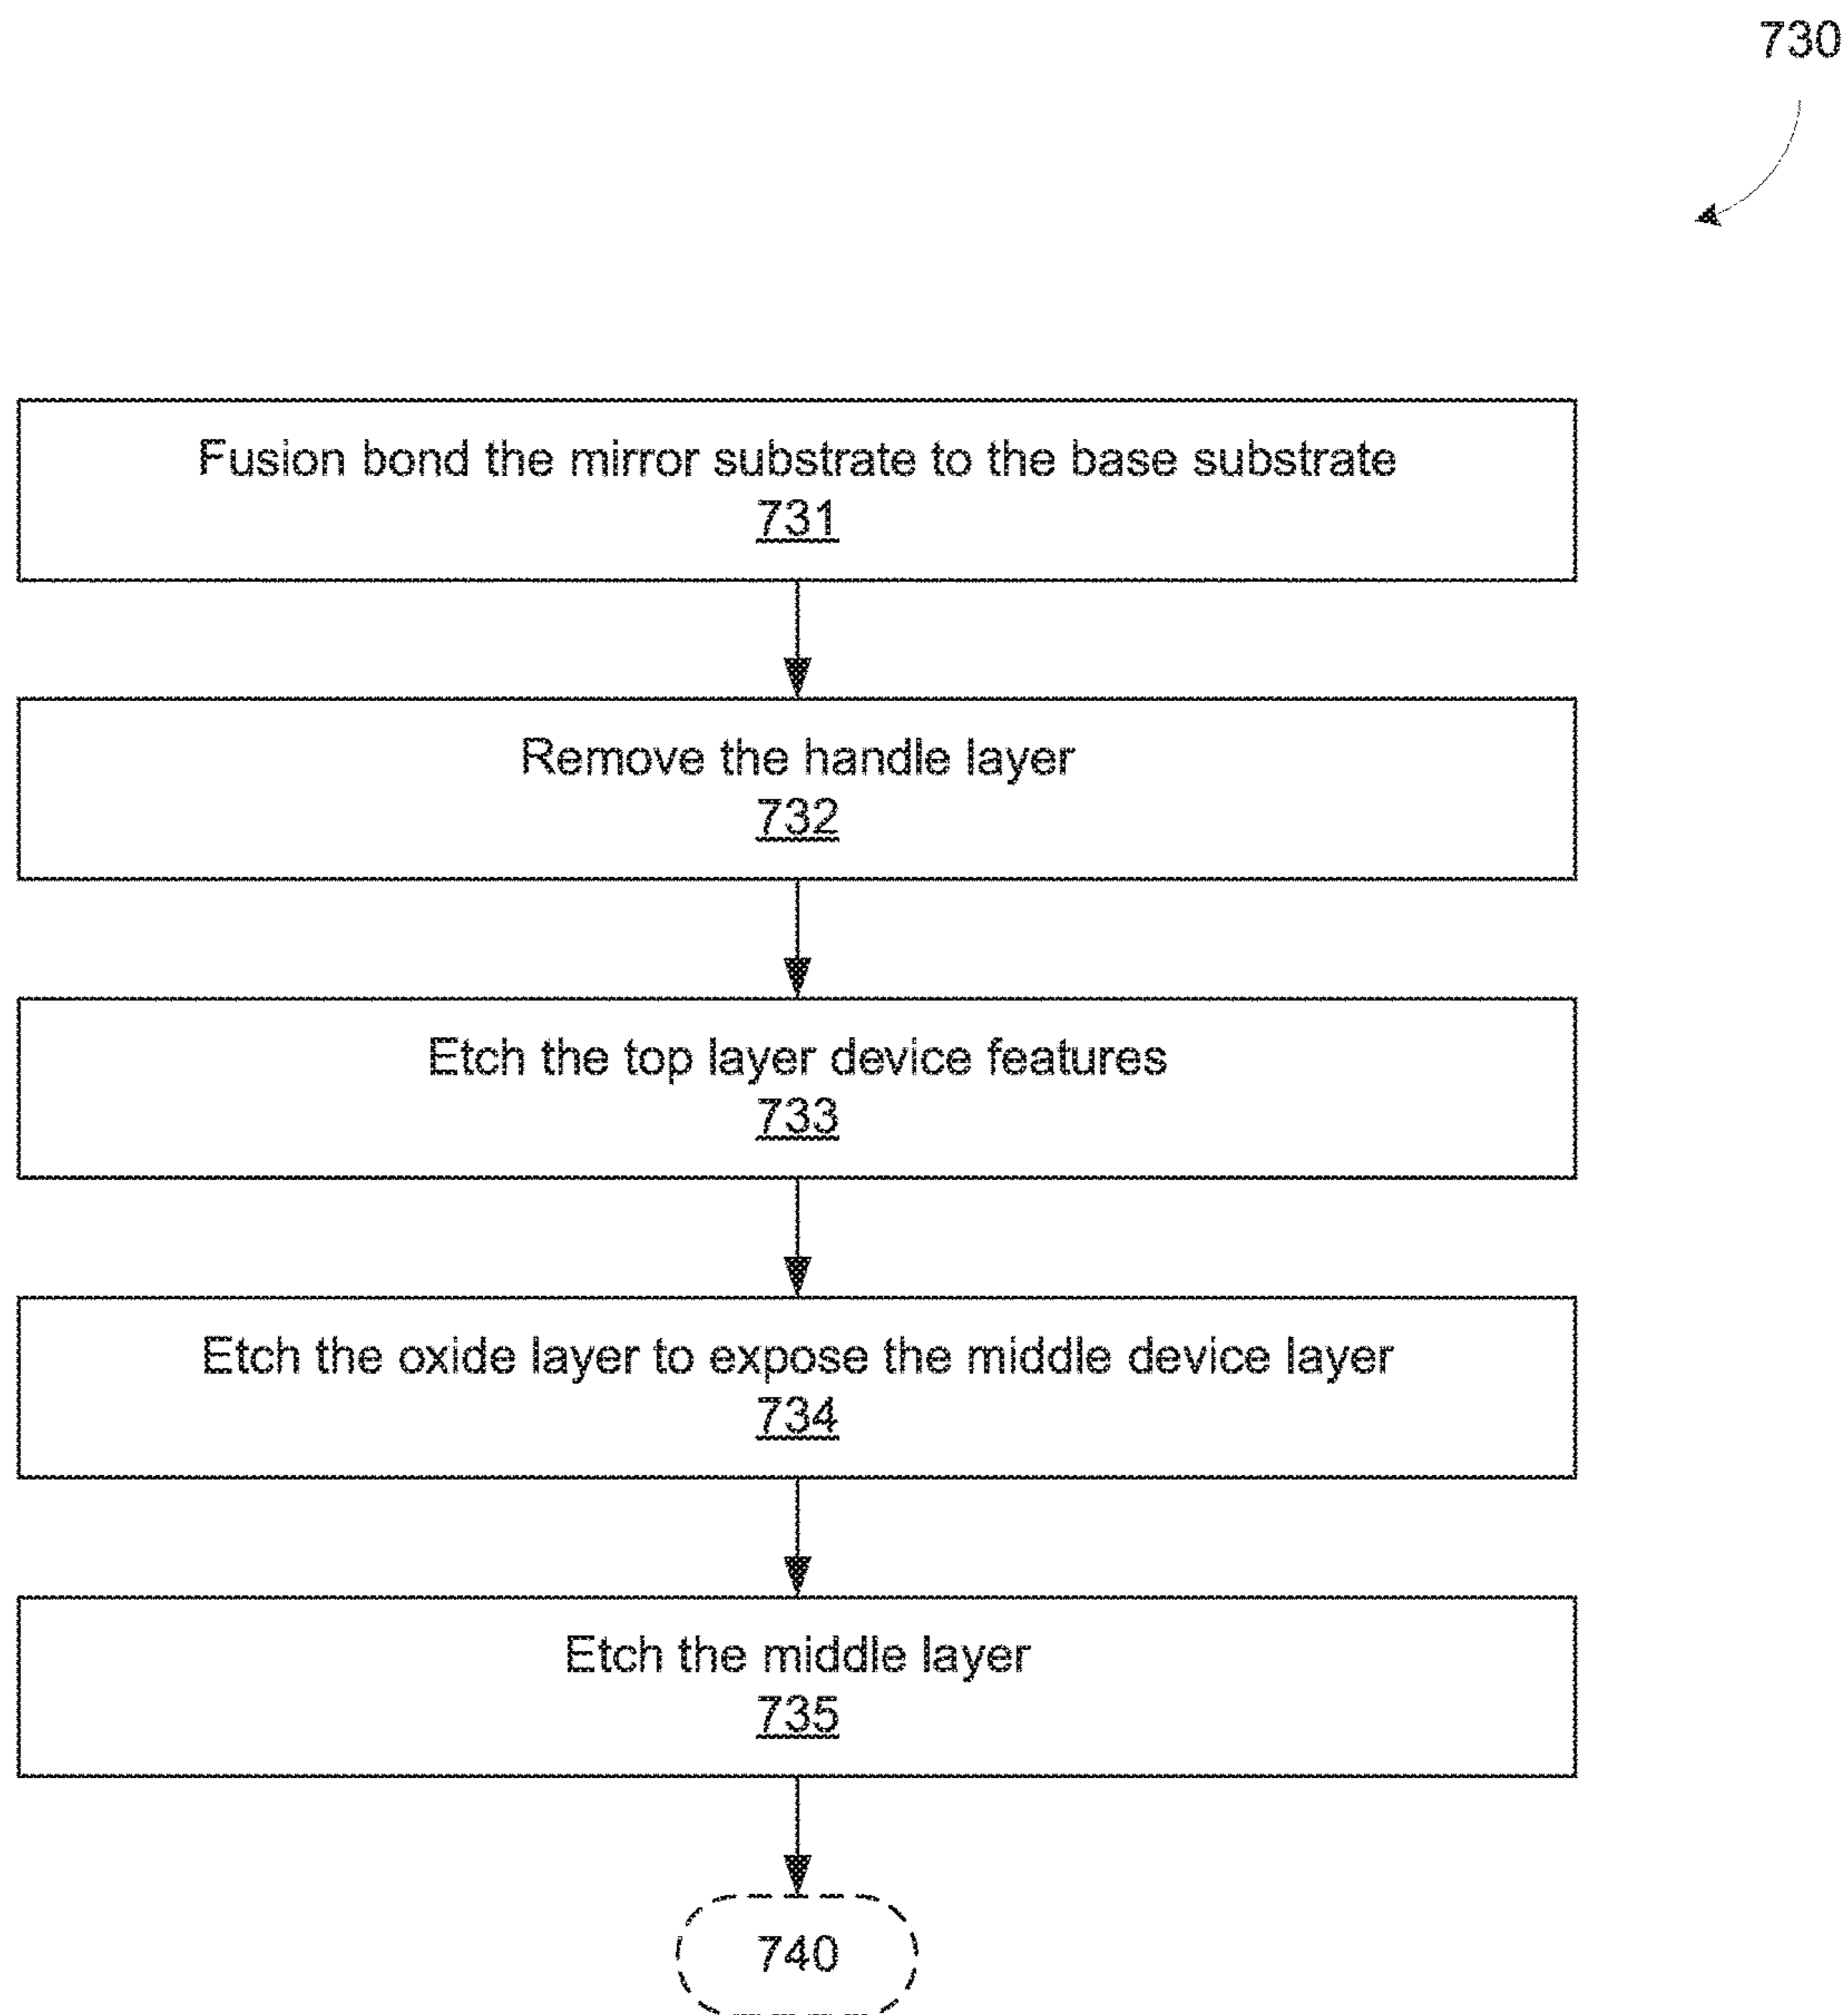 730
Fusion bond the mirror substrate to the base substrate
731
Remove the handle layer
732
Etch the top layer device features
733
Etch the oxide layer to expose the middle device layer
734
Etch the middle layer
735
740